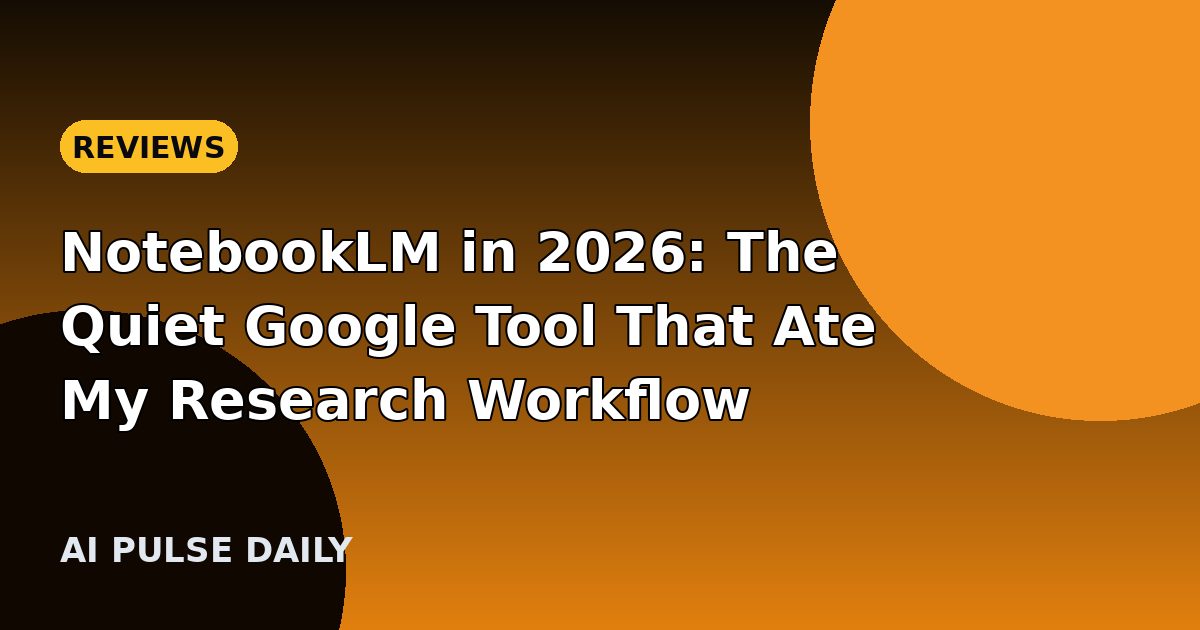 REVIEWS
NotebookLM in 2026: The
Quiet Google Tool That Ate
My Research Workflow
AI PULSE DAILY